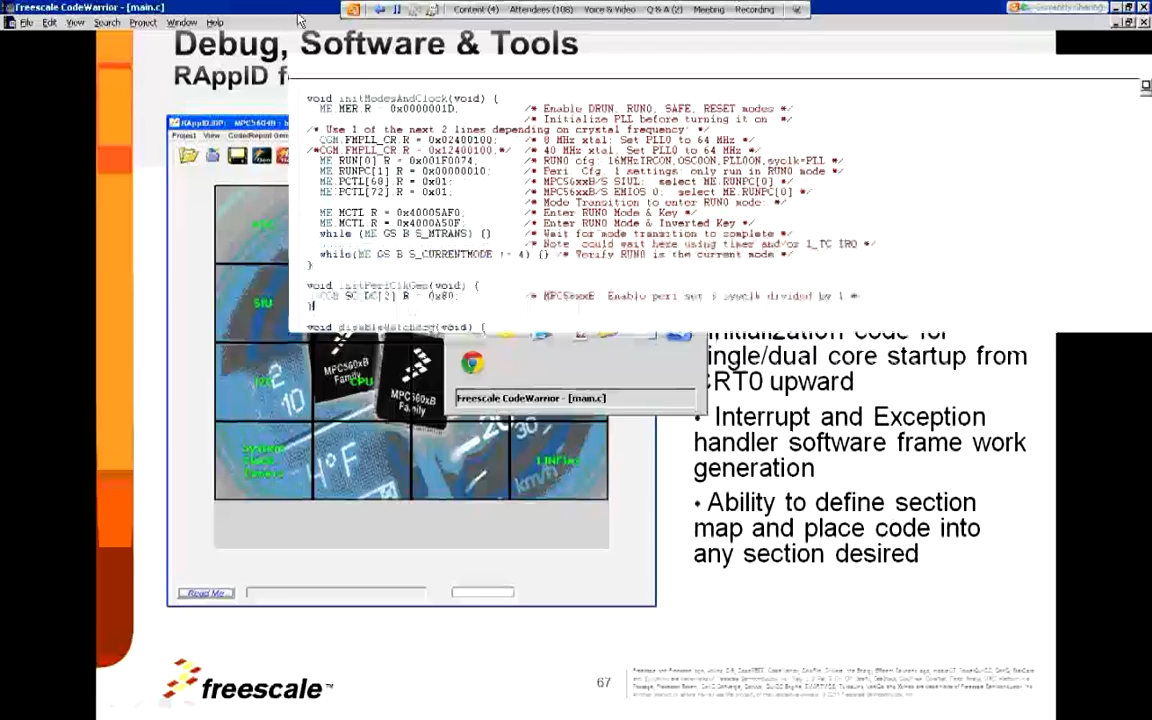 Freescale CodeWarrior - [main.c]
Content (4) Attendees (108) Voice & Video Q & A (2) Meeting Recording
Currently Sharing
File Edit View Search Project Window Help
Debug, Software & Tools
RAppID f
void initModesAndClock(void) {
ME.MER.R = 0x0000001D; /* Enable DRUN, RUN0, SAFE, RESET modes */
/* Initialize PLL before turning it on */
/* Use 1 of the next 2 lines depending on crystal frequency: */
CGM.FMPLL_CR.R = 0x02400100; /* 8 MHz xtal: Set PLL0 to 64 MHz */
/*CGM.FMPLL_CR.R = 0x12400100;*/ /* 40 MHz xtal: Set PLL0 to 64 MHz */
ME.RUN[0].R = 0x001F0074; /* RUN0 cfg: 16MHzIRCON,OSC0ON,PLL0ON,syclk=PLL */
ME.RUNPC[1].R = 0x00000010; /* Peri. Cfg. 1 settings: only run in RUN0 mode */
ME.PCTL[68].R = 0x01; /* MPC56xxB/S SIUL: select ME.RUNPC[0] */
ME.PCTL[72].R = 0x01; /* MPC56xxB/S EMIOS 0: select ME.RUNPC[0] */
/* Mode Transition to enter RUN0 mode: */
ME.MCTL.R = 0x40005AF0; /* Enter RUN0 Mode & Key */
ME.MCTL.R = 0x4000A50F; /* Enter RUN0 Mode & Inverted Key */
while (ME.GS.B.S_MTRANS) {} /* Wait for mode transition to complete */
/* Note: could wait here using timer and/or I_TC IRQ */
while(ME.GS.B.S_CURRENTMODE != 4) {} /* Verify RUN0 is the current mode */
}
void initPeriClkGen(void) {
CGM.SC_DC[2].R = 0x80; /* MPC56xxB: Enable peri set 3 sysclk divided by 1 */
}
void disableWatchdog(void) {
RAppID
Project View
SIU
CPU
MPC560xB
Family
MPC560xB
Family
LINFlex
Freescale CodeWarrior - [main.c]
Read Me
Initialization code for
single/dual core startup from
CRT0 upward
• Interrupt and Exception
handler software frame work
generation
• Ability to define section
map and place code into
any section desired
freescale™
67